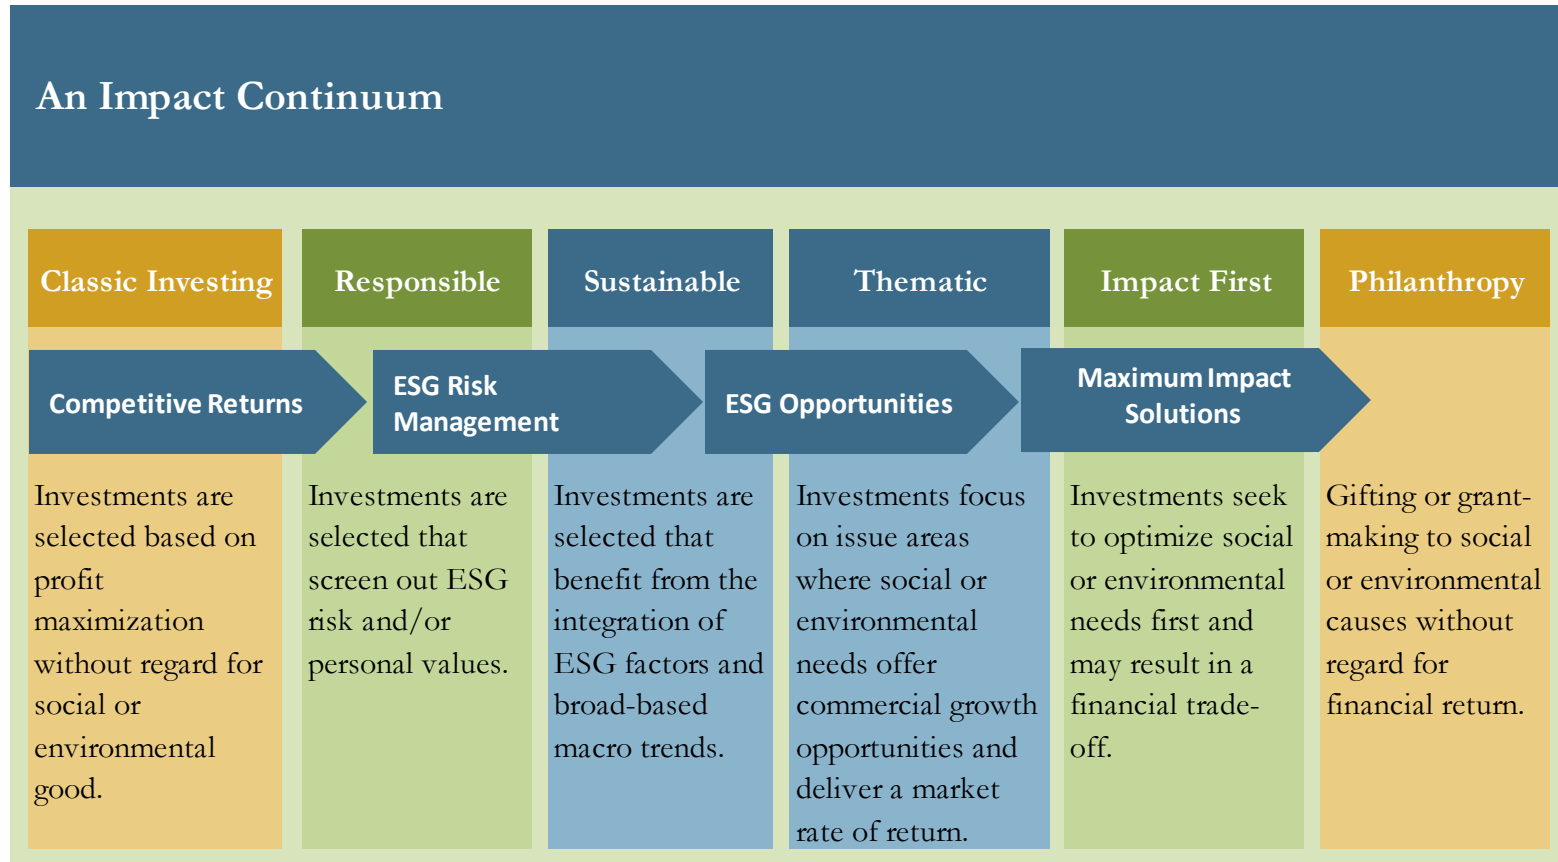 An Impact Continuum
Classic Investing
Responsible
Sustainable
Thematic
Impact First
Philanthropy
Competitive Returns
ESG Risk
Management
ESG Opportunities
Maximum Impact
Solutions
Investments are
selected based on
profit
maximization
without regard for
social or
environmental
good.
Investments are
selected that
screen out ESG
risk and/or
personal values.
Investments are
selected that
benefit from the
integration of
ESG factors and
broad-based
macro trends.
Investments focus
on issue areas
where social or
environmental
needs offer
commercial growth
opportunities and
deliver a market
rate of return.
Investments seek
to optimize social
or environmental
needs first and
may result in a
financial trade-
off.
Gifting or grant-
making to social
or environmental
causes without
regard for
financial return.